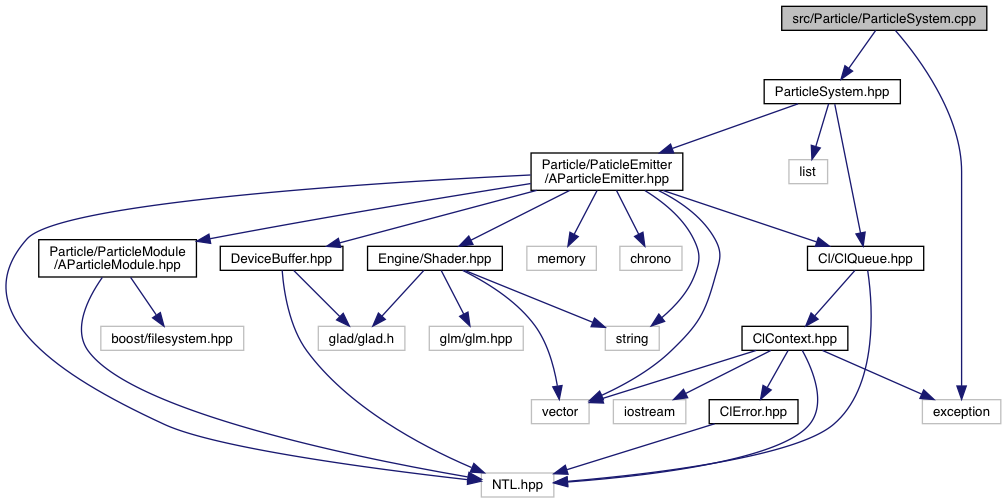 src/Particle/ParticleSystem.cpp
ParticleSystem.hpp
Particle/PaticleEmitter
/AParticleEmitter.hpp
list
Particle/ParticleModule
/AParticleModule.hpp
DeviceBuffer.hpp
Engine/Shader.hpp
memory
chrono
Cl/ClQueue.hpp
boost/filesystem.hpp
glad/glad.h
glm/glm.hpp
string
ClContext.hpp
vector
iostream
ClError.hpp
exception
NTL.hpp